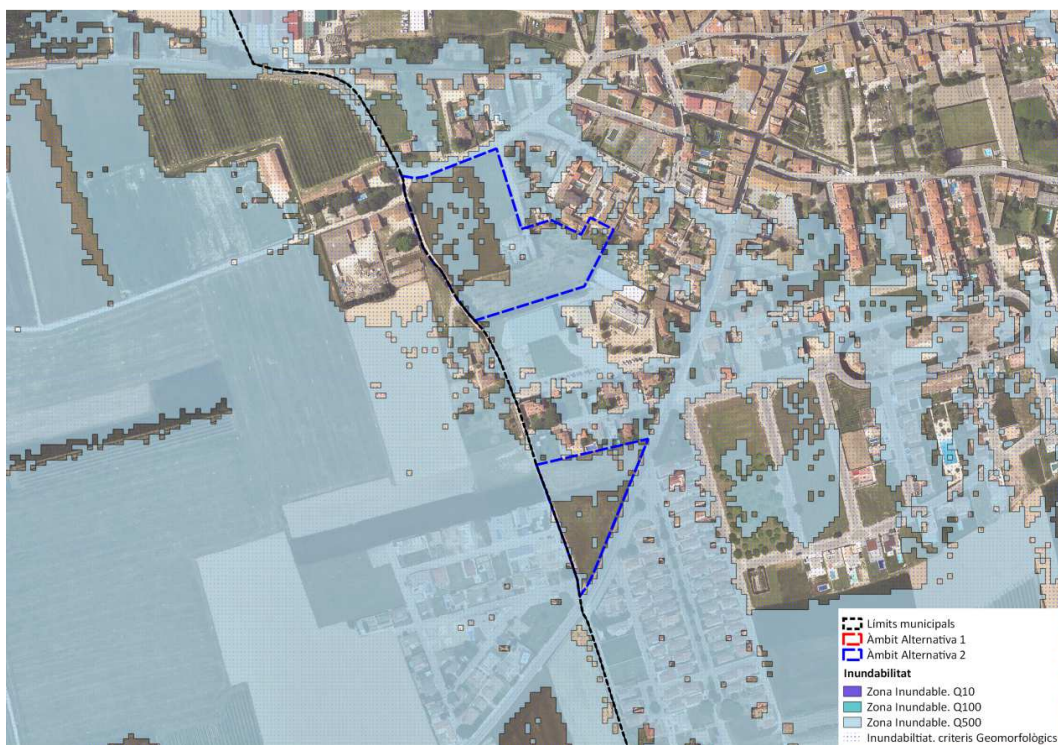 Límits municipals
Àmbit Alternativa 1
Àmbit Alternativa 2
Inundabilitat
Zona Inundable. Q10
Zona Inundable. Q100
Zona Inundable. Q500
Inundabiltiat. criteris Geomorfològics